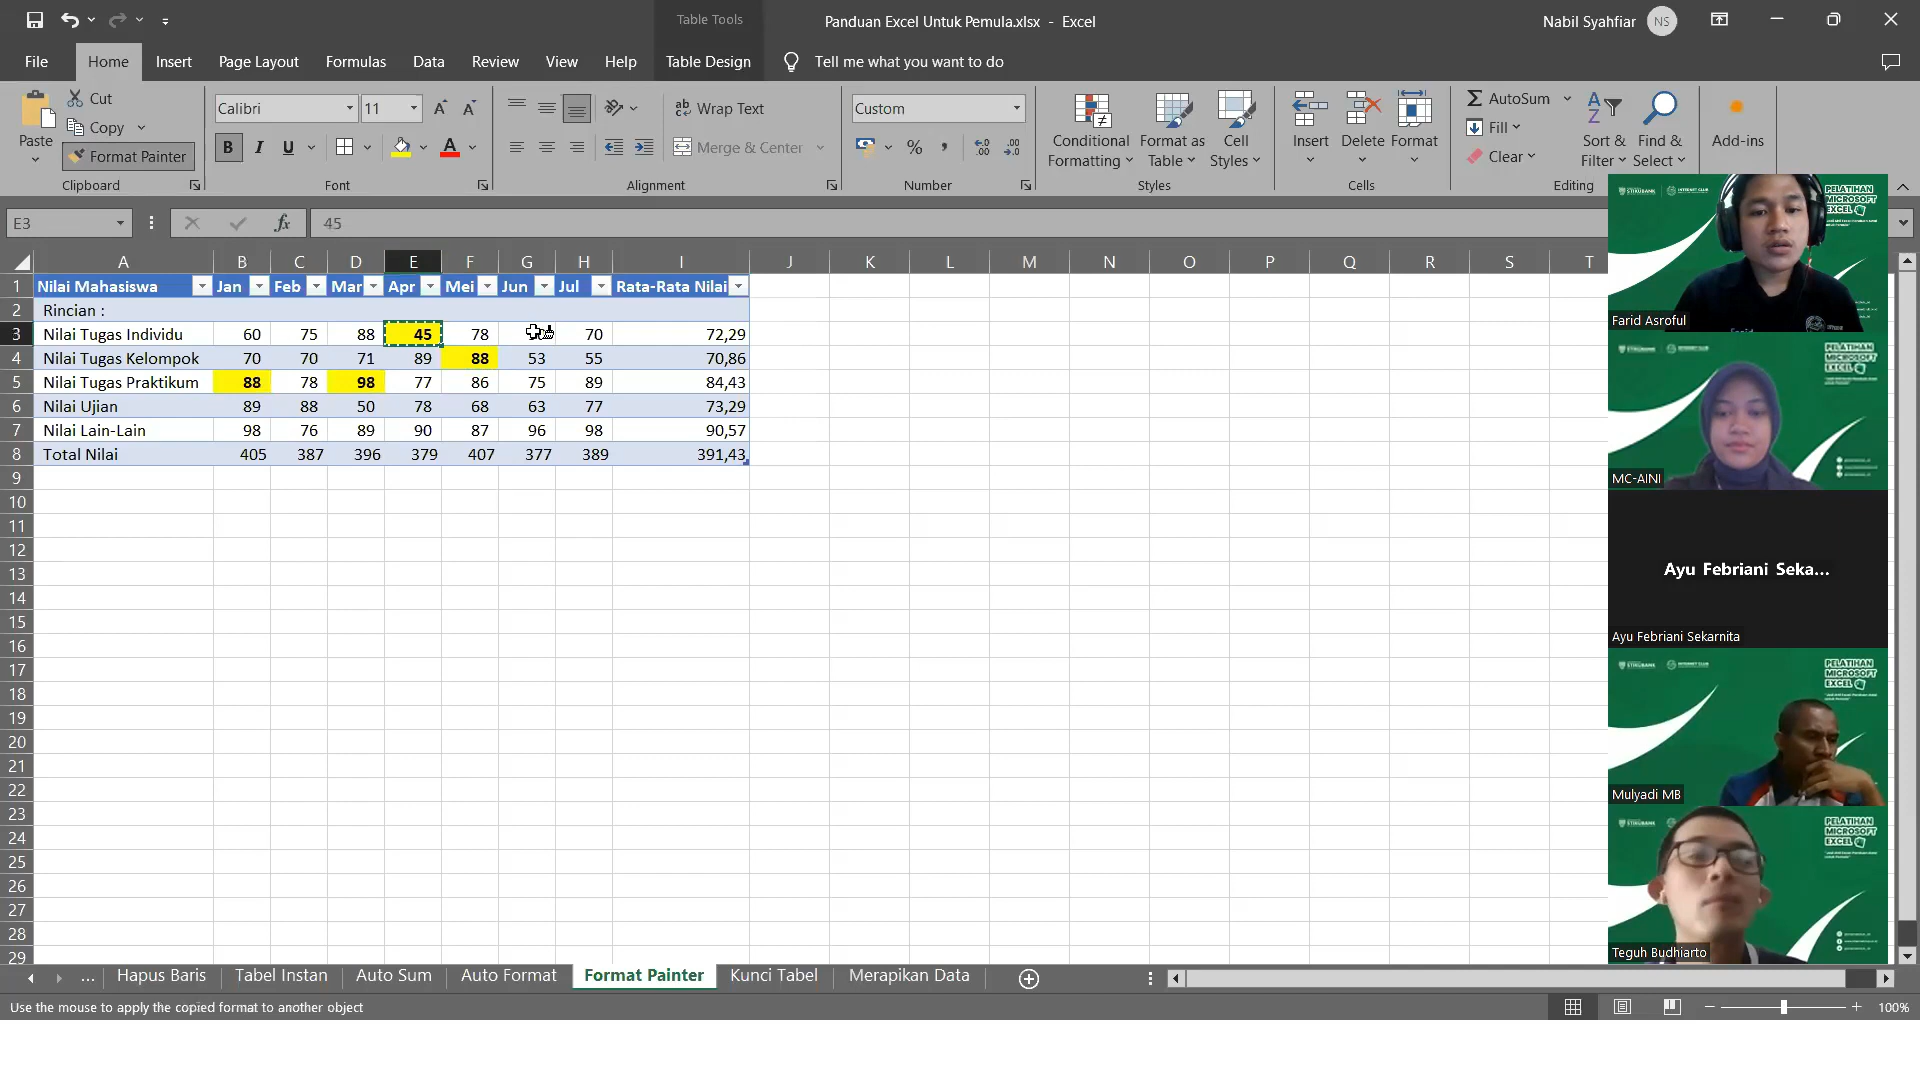 Table Tools
Panduan Excel Untuk Pemula.xlsx - Excel
Nabil Syahfiar NS
File Home Insert Page Layout Formulas Data Review View Help Table Design Tell me what you want to do
Paste
Cut
Copy
Format Painter
Clipboard
Calibri 11
B I U A
Font
Wrap Text
Merge & Center
Alignment
Custom
%
Number
Conditional Formatting
Format as Table
Cell Styles
Styles
Insert
Delete
Format
Cells
AutoSum
Fill
Clear
Sort & Filter
Find & Select
Editing
Add-ins
E3 fx 45
A B C D E F G H I J K L M N O P Q R S T
1 Nilai Mahasiswa Jan Feb Mar Apr Mei Jun Jul Rata-Rata Nilai
2 Rincian :
3 Nilai Tugas Individu 60 75 88 45 78 70 72,29
4 Nilai Tugas Kelompok 70 70 71 89 88 53 55 70,86
5 Nilai Tugas Praktikum 88 78 98 77 86 75 89 84,43
6 Nilai Ujian 89 88 50 78 68 63 77 73,29
7 Nilai Lain-Lain 98 76 89 90 87 96 98 90,57
8 Total Nilai 405 387 396 379 407 377 389 391,43
9
10
11
12
13
14
15
16
17
18
19
20
21
22
23
24
25
26
27
28
29
PELATIHAN
MICROSOFT
EXCEL
Farid Asroful
PELATIHAN
MICROSOFT
EXCEL
MC-AINI
Ayu Febriani Seka...
Ayu Febriani Sekarnita
PELATIHAN
MICROSOFT
EXCEL
Mulyadi MB
PELATIHAN
MICROSOFT
EXCEL
Teguh Budhiarto
... Hapus Baris Tabel Instan Auto Sum Auto Format Format Painter Kunci Tabel Merapikan Data
Use the mouse to apply the copied format to another object
100%